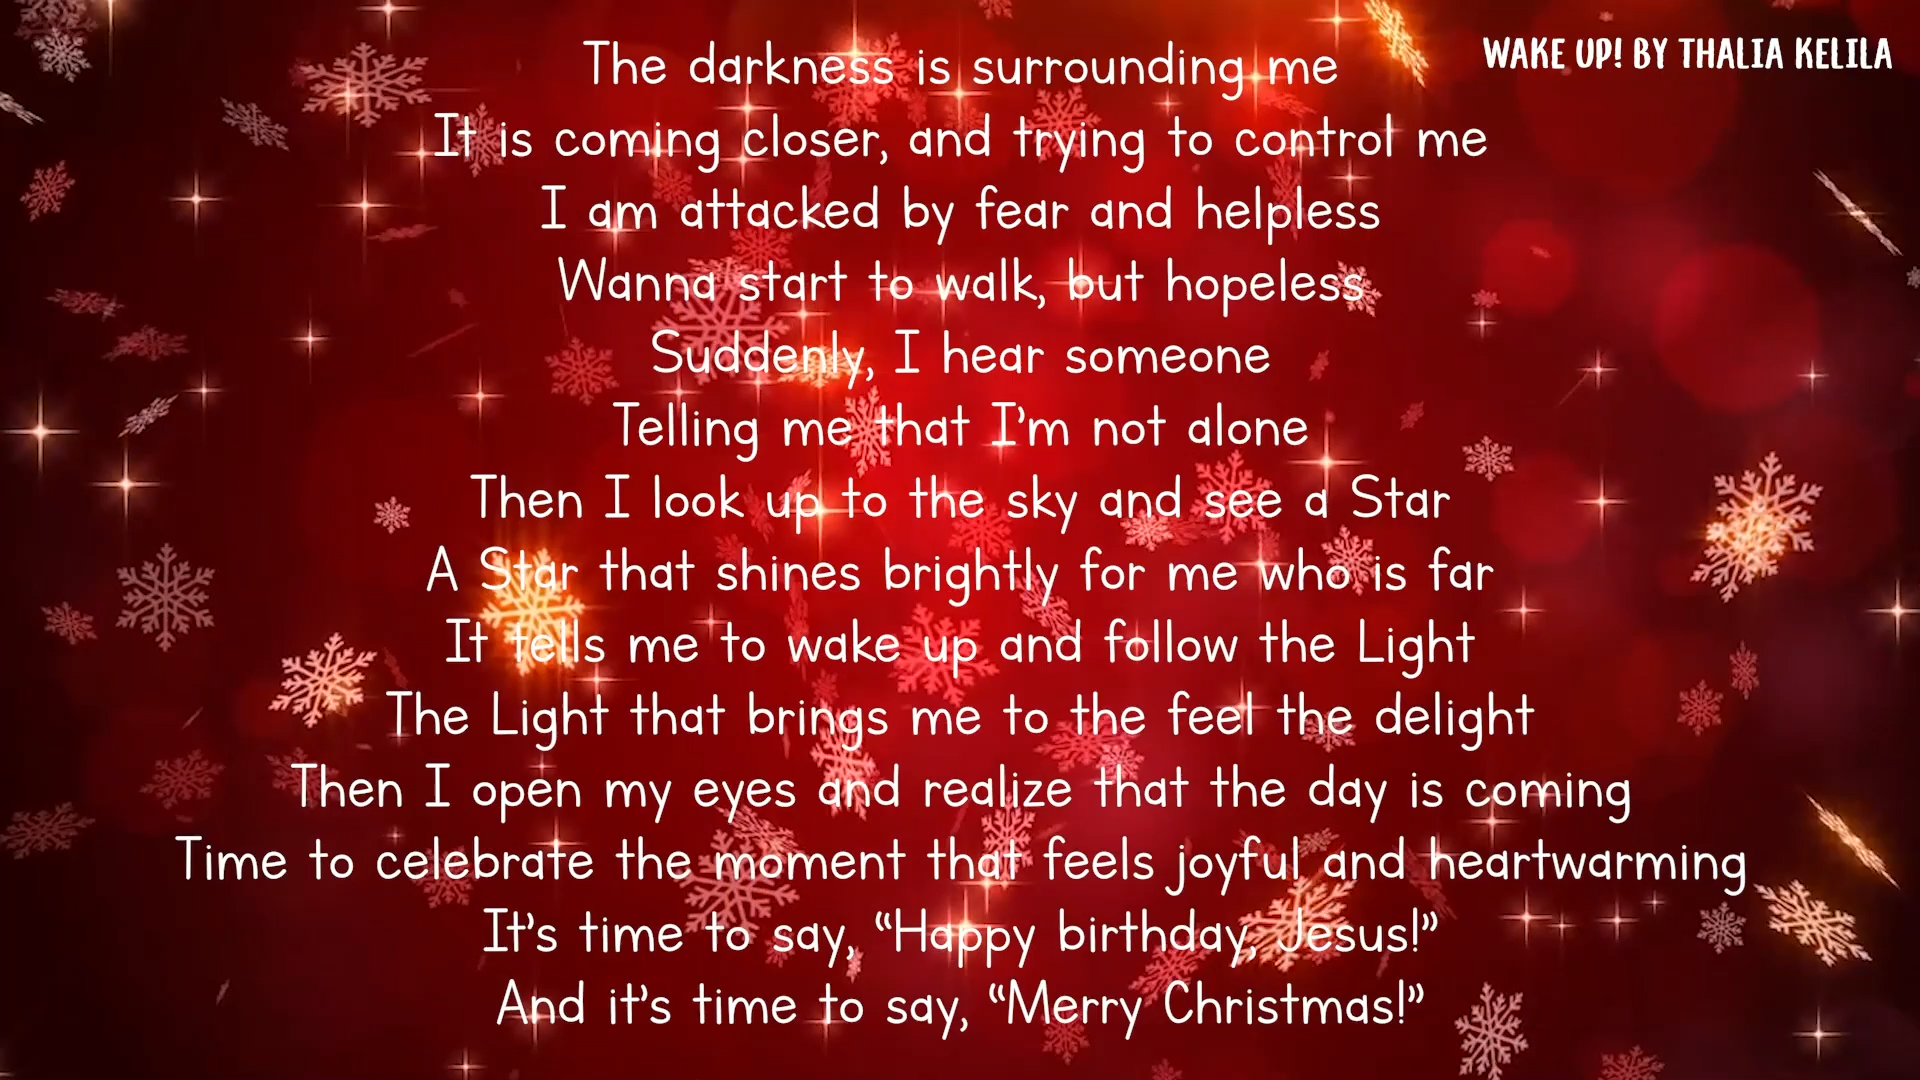 WAKE UP! BY THALIA KELILA
The darkness is surrounding me
It is coming closer, and trying to control me
I am attacked by fear and helpless
Wanna start to walk, but hopeless
Suddenly, I hear someone
Telling me that I'm not alone
Then I look up to the sky and see a Star
A Star that shines brightly for me who is far
It tells me to wake up and follow the Light
The Light that brings me to the feel the delight
Then I open my eyes and realize that the day is coming
Time to celebrate the moment that feels joyful and heartwarming
It's time to say, “Happy birthday, Jesus!”
And it's time to say, “Merry Christmas!”